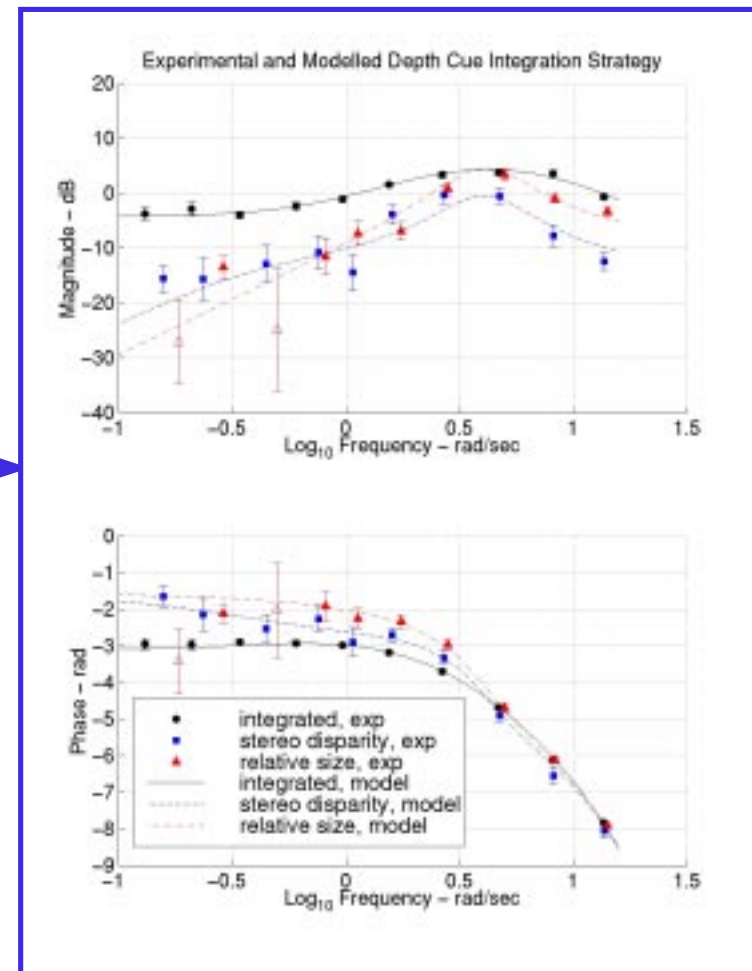 Experimental and Modelled Depth Cue Integration Strategy
20
10
0
−10
−20
−30
−40
Magnitude − dB
−1
−0.5
0
0.5
1
1.5
Log10 Frequency − rad/sec
0
−1
−2
−3
−4
−5
−6
−7
−8
−9
Phase − rad
integrated, exp
stereo disparity, exp
relative size, exp
integrated, model
stereo disparity, model
relative size, model
−1
−0.5
0
0.5
1
1.5
Log10 Frequency − rad/sec